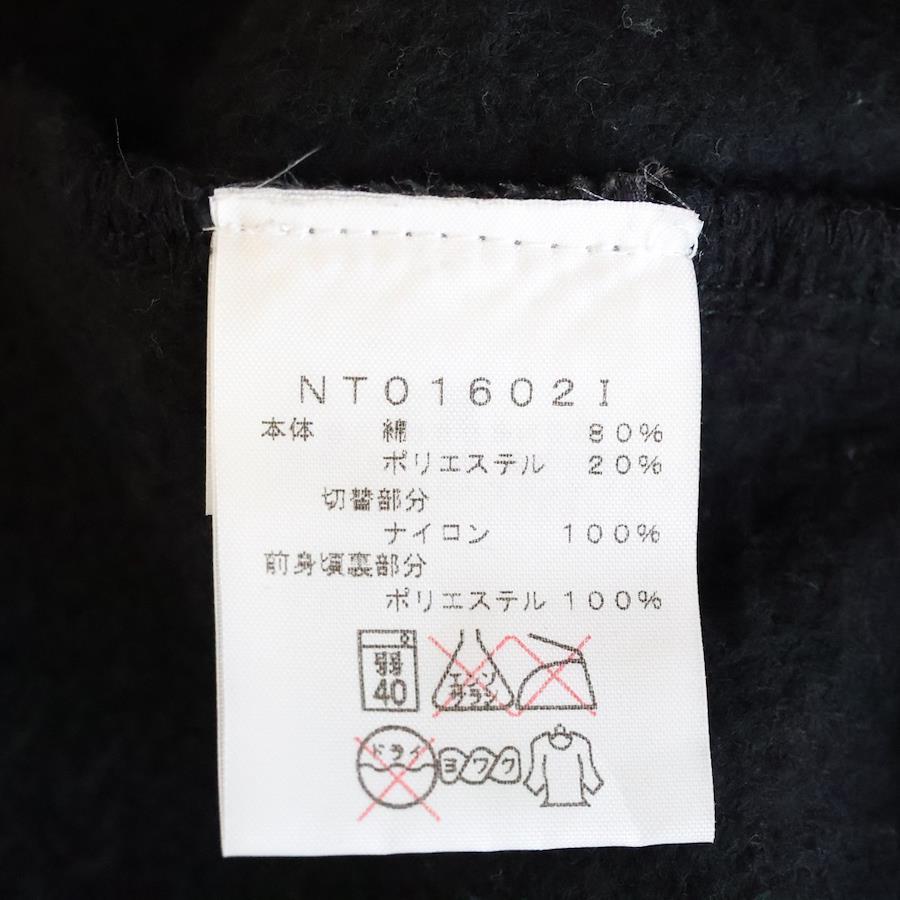 NT01602I
本体 綿 80%
ポリエステル 20%
切替部分
ナイロン 100%
前身頃裏部分
ポリエステル 100%
弱
40
エンソ
サラシ
ドライ
ヨワク